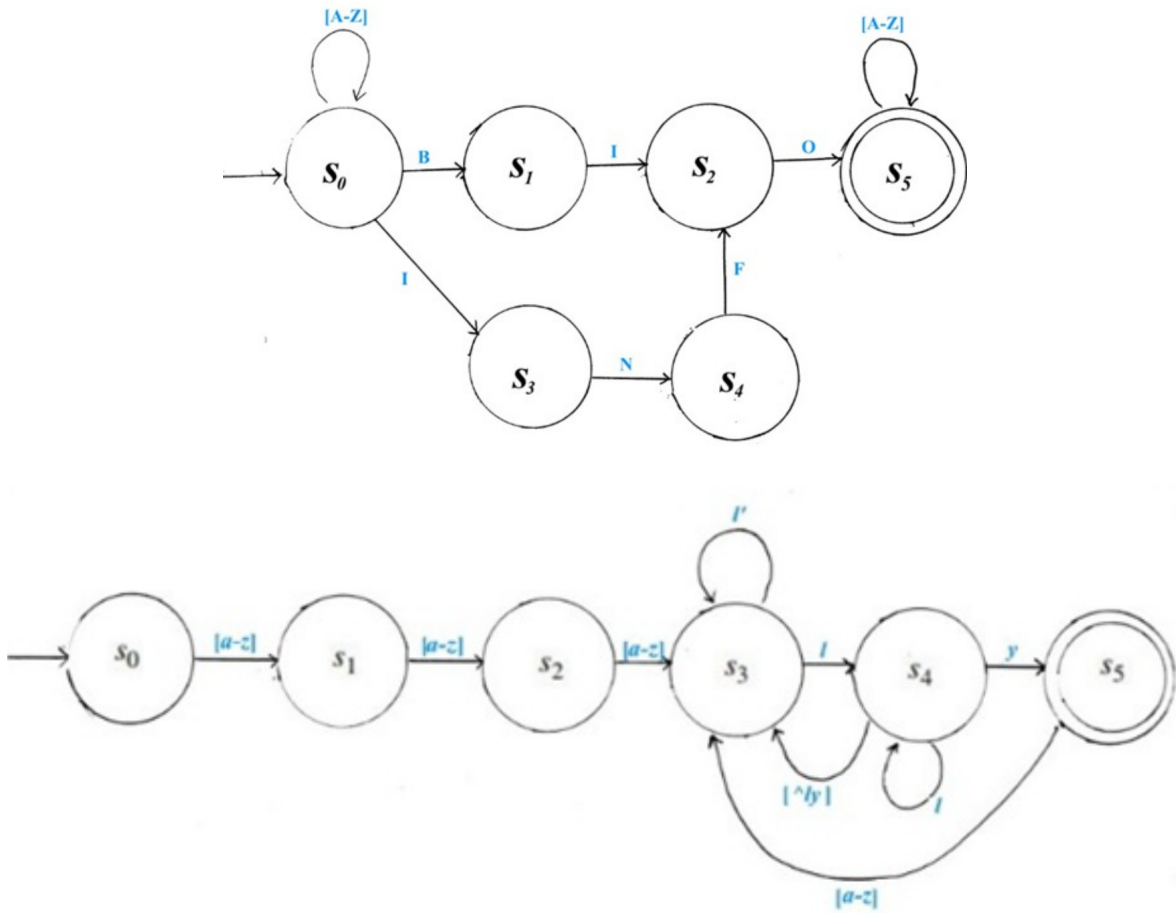 [A-Z] [A-Z]
S0 B S1 I S2 O S5
I F
S3 N S4
l'
s0 [a-z] s1 [a-z] s2 [a-z] s3 l s4 y s5
[^ly] l
[a-z]